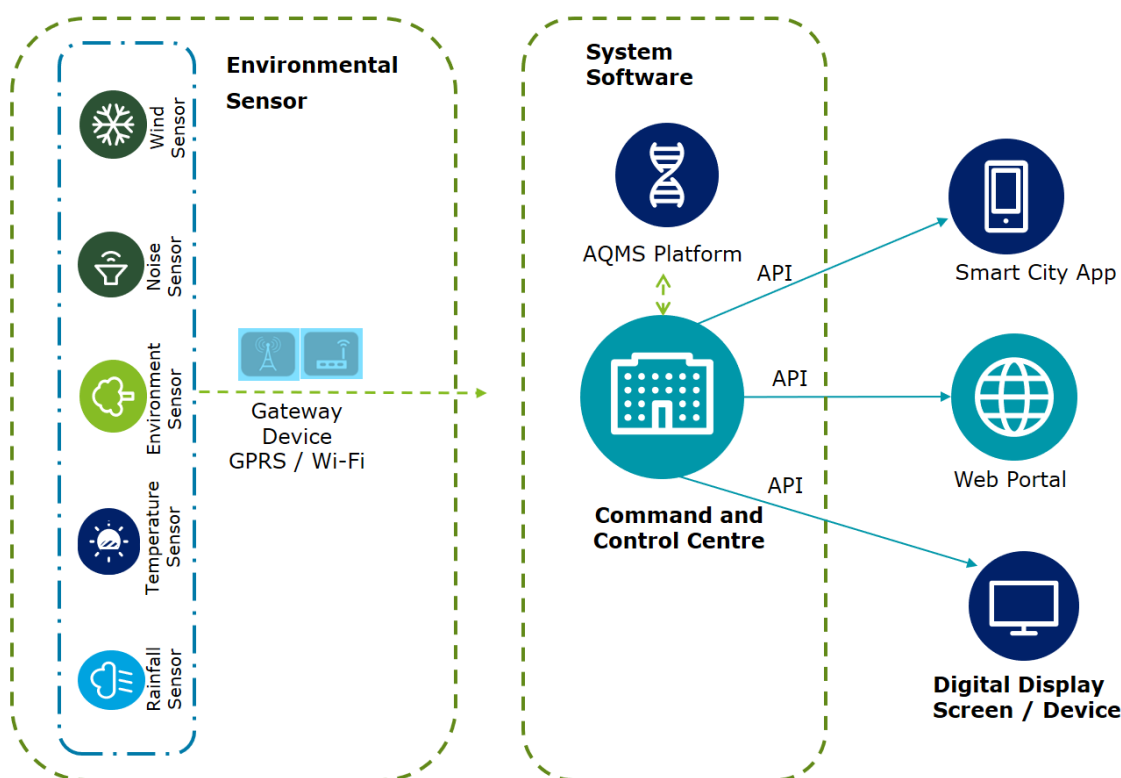 Environmental
Sensor
Wind
Sensor
Noise
Sensor
Environment
Sensor
Temperature
Sensor
Rainfall
Sensor
Gateway
Device
GPRS / Wi-Fi
System
Software
AQMS Platform
Command and
Control Centre
API
Smart City App
API
Web Portal
API
Digital Display
Screen / Device